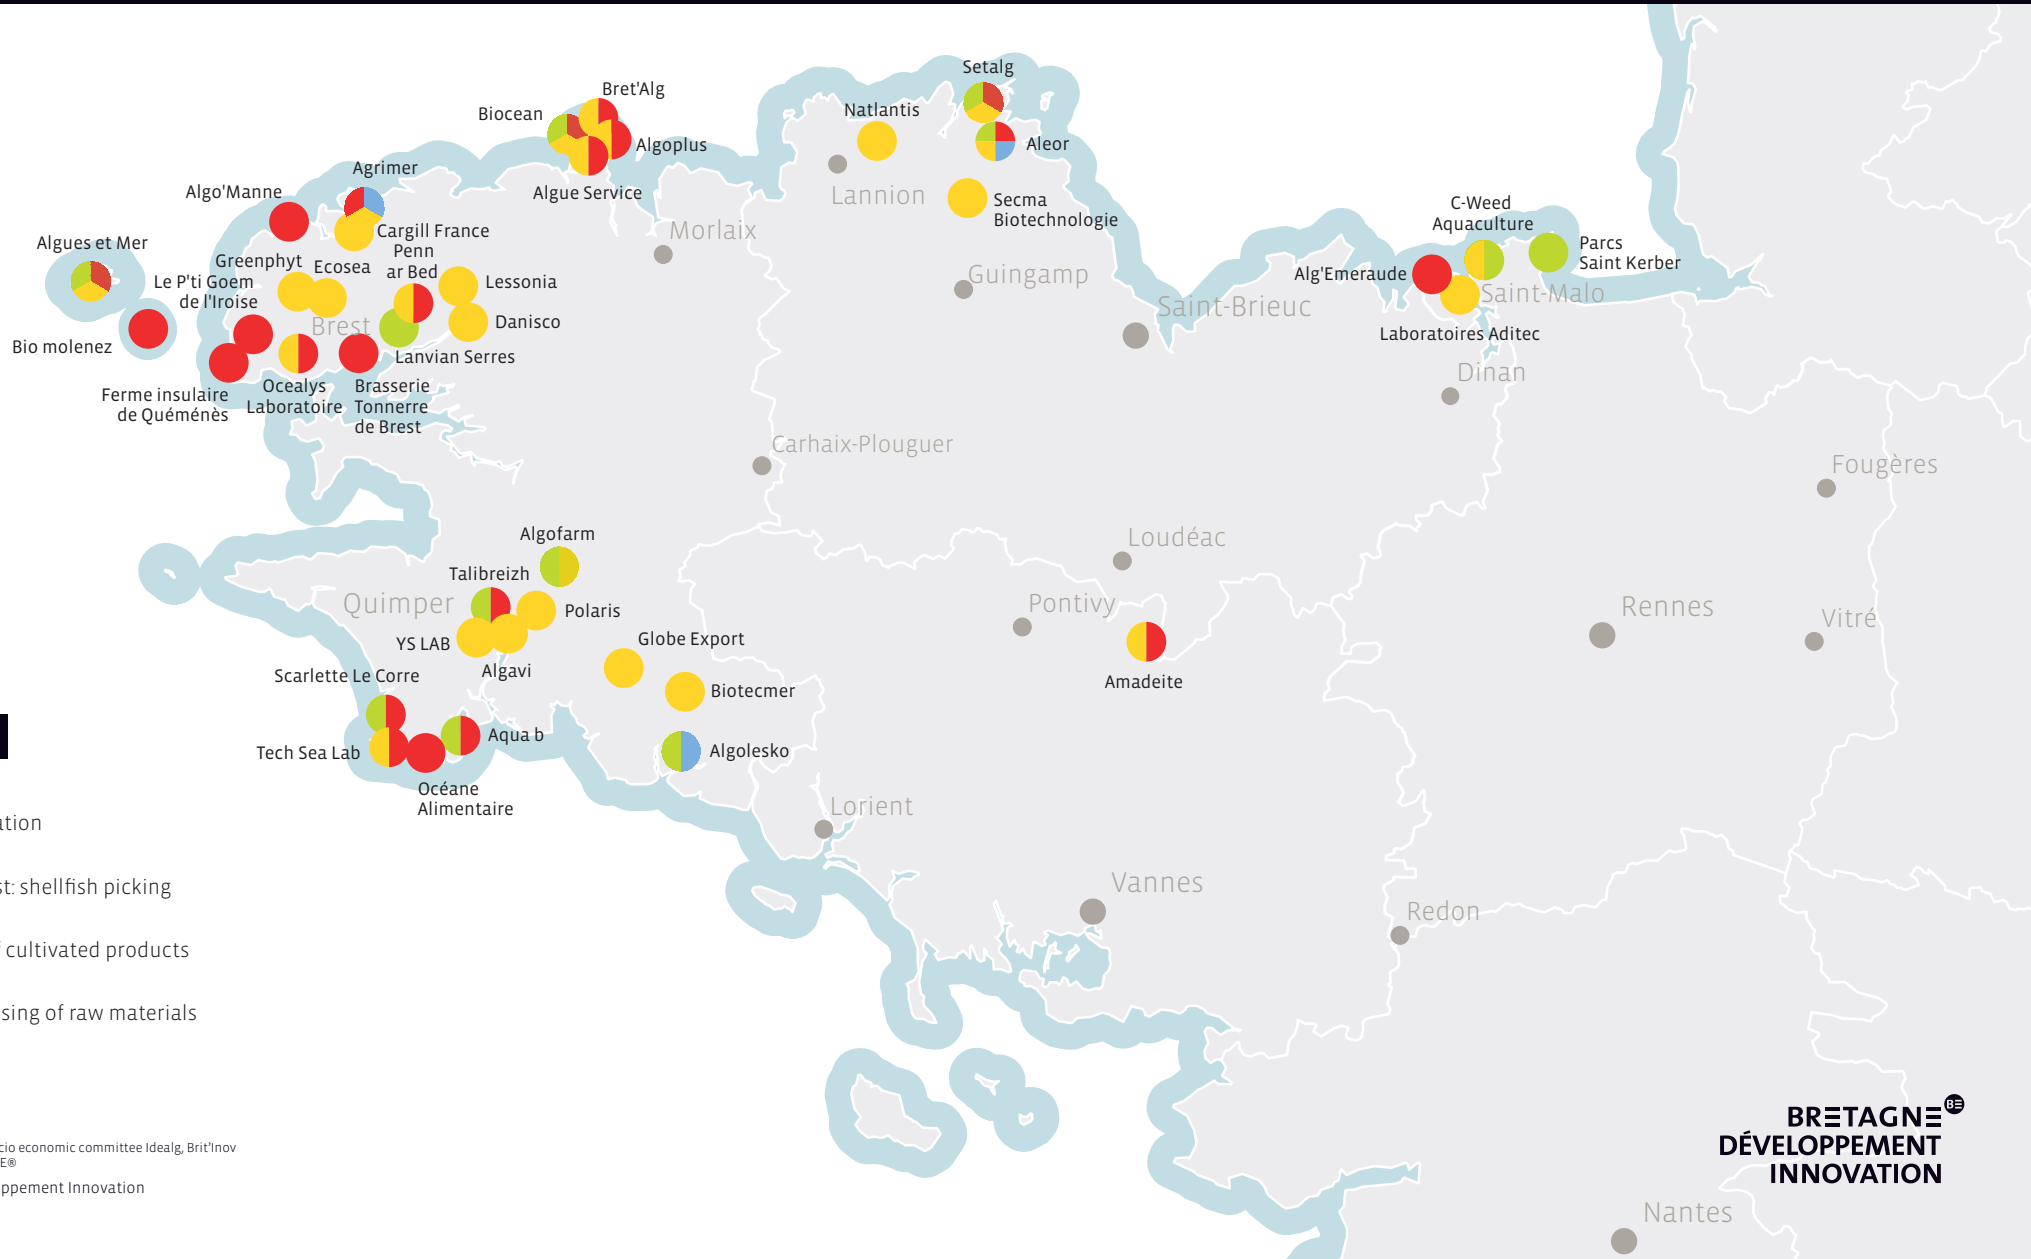 Setalg
Bret'Alg
Natlantis
Biocean
Algoplus
Aleor
Agrimer
Algue Service
Lannion
Algo'Manne
Secma
Biotechnologie
C-Weed
Aquaculture
Cargill France
Morlaix
Algues et Mer
Parcs
Saint Kerber
Penn
ar Bed
Greenphyt
Ecosea
Guingamp
Alg'Emeraude
Le P'ti Goem
de l'Iroise
Lessonia
Saint-Malo
Saint-Brieuc
Brest
Danisco
Laboratoires Aditec
Bio molenez
Lanvian Serres
Dinan
Ferme insulaire
de Quéménès
Ocealys
Laboratoire
Brasserie
Tonnerre
de Brest
Carhaix-Plouguer
Fougères
Algofarm
Loudéac
Talibreizh
Quimper
Polaris
Pontivy
Rennes
Vitré
YS LAB
Globe Export
Algavi
Scarlette Le Corre
Amadeite
Biotecmer
Aqua b
Tech Sea Lab
Algolesko
Océane
Alimentaire
Lorient
ation
st: shellfish picking
Vannes
Redon
f cultivated products
sing of raw materials
BRETAGNE
BE
DÉVELOPPEMENT
INNOVATION
cio economic committee Idealg, Brit'Inov
E®
ppement Innovation
Nantes